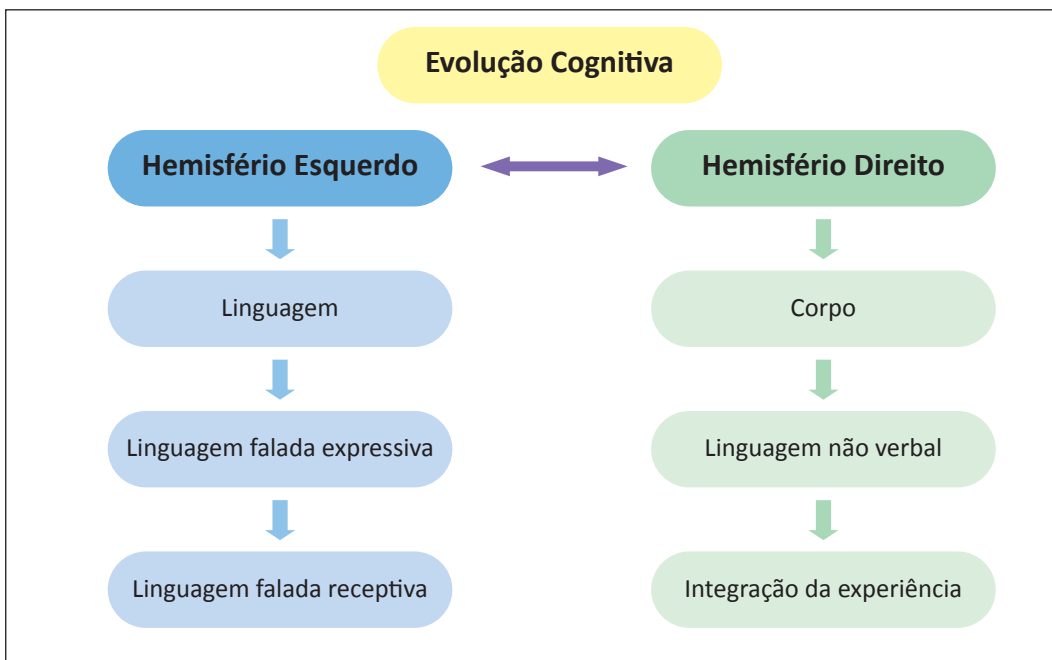 Evolução Cognitiva
Hemisfério Esquerdo
Hemisfério Direito
Linguagem
Corpo
Linguagem falada expressiva
Linguagem não verbal
Linguagem falada receptiva
Integração da experiência